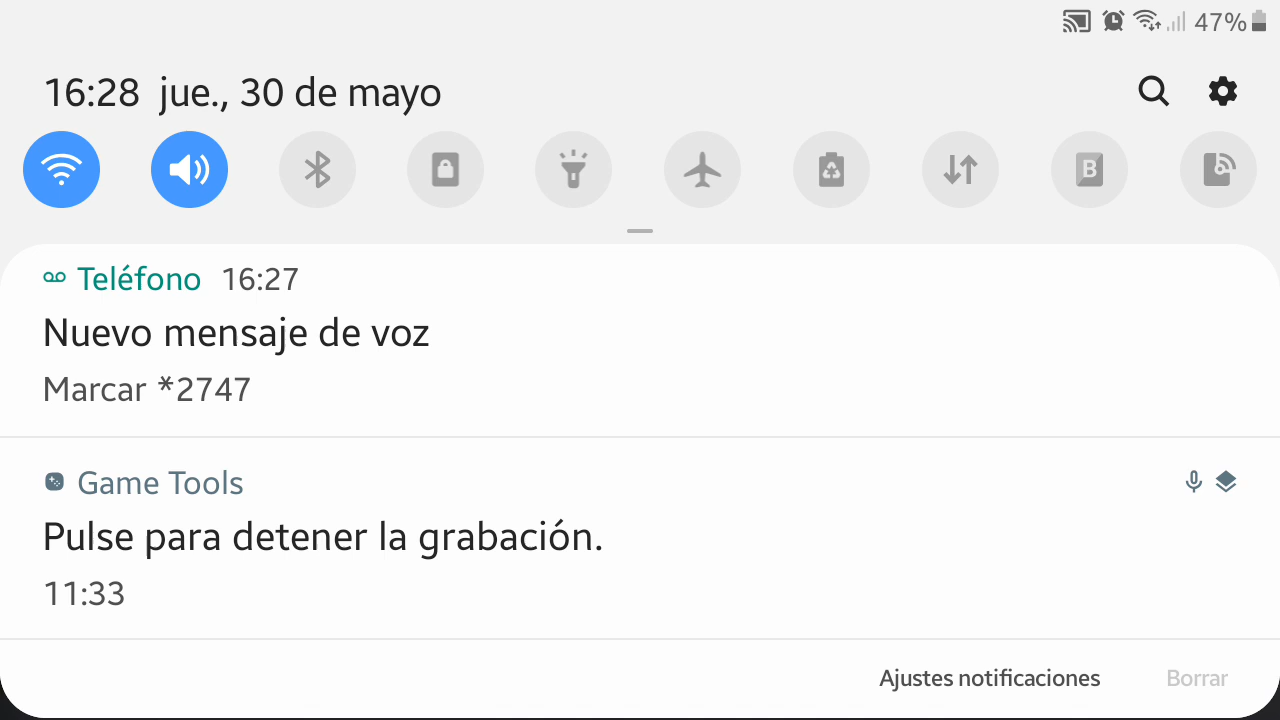 47%
16:28 jue., 30 de mayo
B
Teléfono 16:27
Nuevo mensaje de voz
Marcar *2747
Game Tools
Pulse para detener la grabación.
11:33
Ajustes notificaciones Borrar